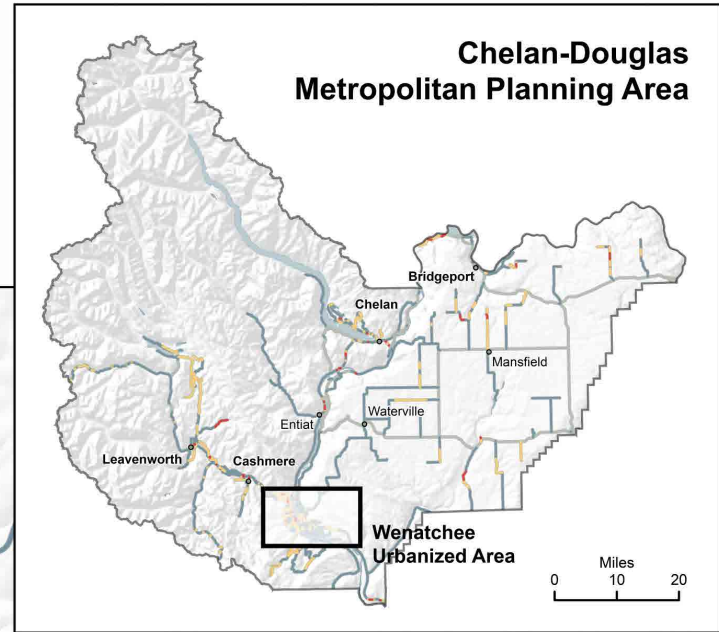 Chelan-Douglas
Metropolitan Planning Area
Bridgeport
Chelan
Mansfield
Entiat
Waterville
Leavenworth
Cashmere
Wenatchee
Urbanized Area
Miles
0 10 20